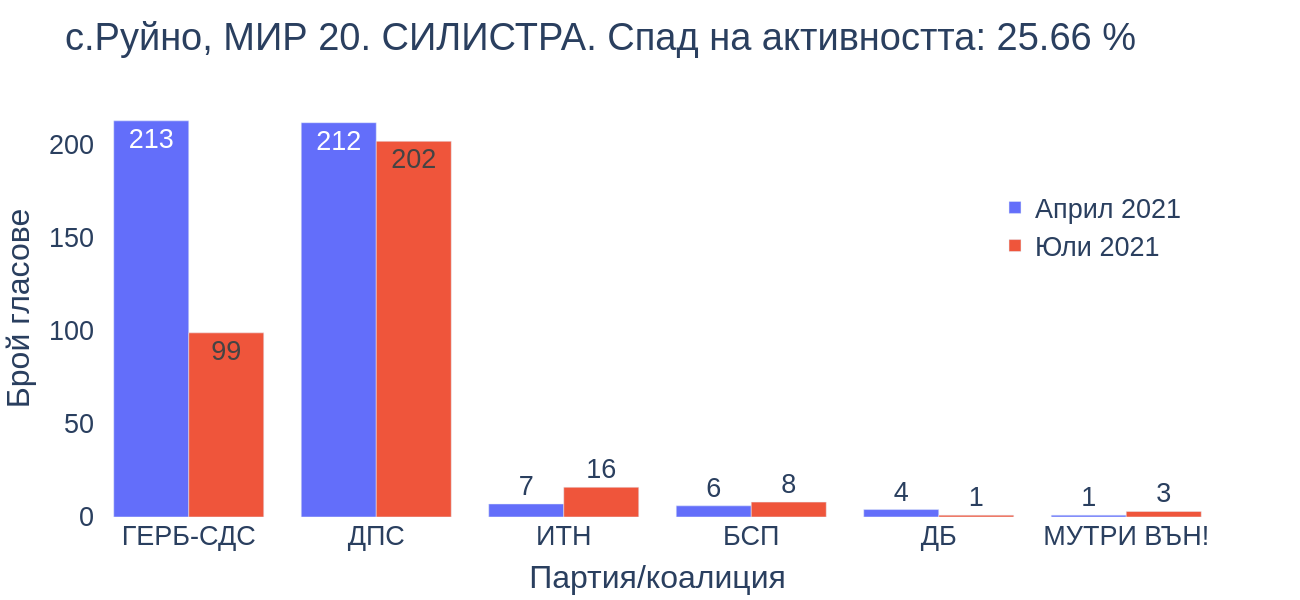 с.Руйно, МИР 20. СИЛИСТРА. Спад на активността: 25.66 %
Брой гласове
200
150
100
50
0
213
99
212
202
7
16
6
8
4
1
1
3
Април 2021
Юли 2021
ГЕРБ-СДС
ДПС
ИТН
БСП
ДБ
МУТРИ ВЪН!
Партия/коалиция